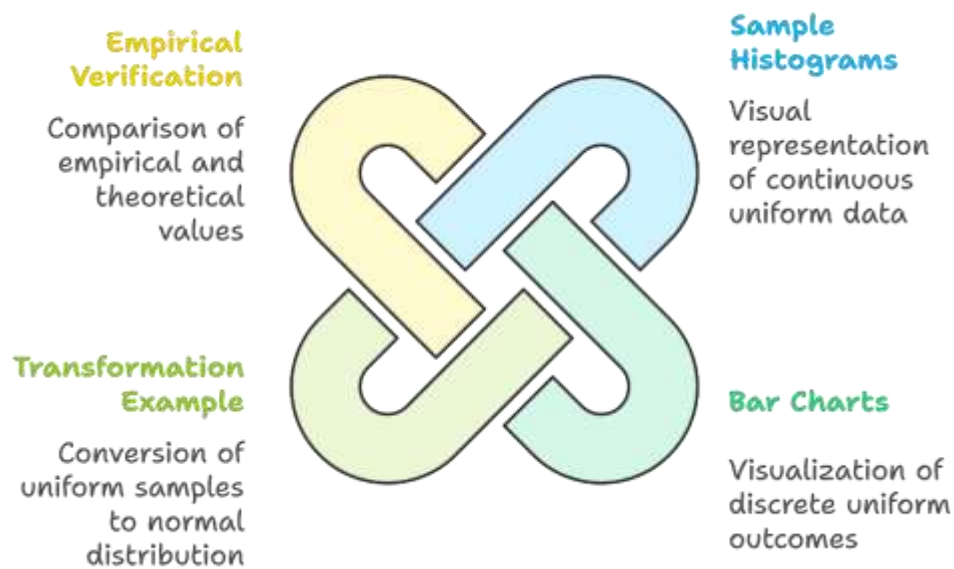 Empirical
Verification
Comparison of
empirical and
theoretical
values
Sample
Histograms
Visual
representation
of continuous
uniform data
Transformation
Example
Conversion of
uniform samples
to normal
distribution
Bar Charts
Visualization of
discrete uniform
outcomes